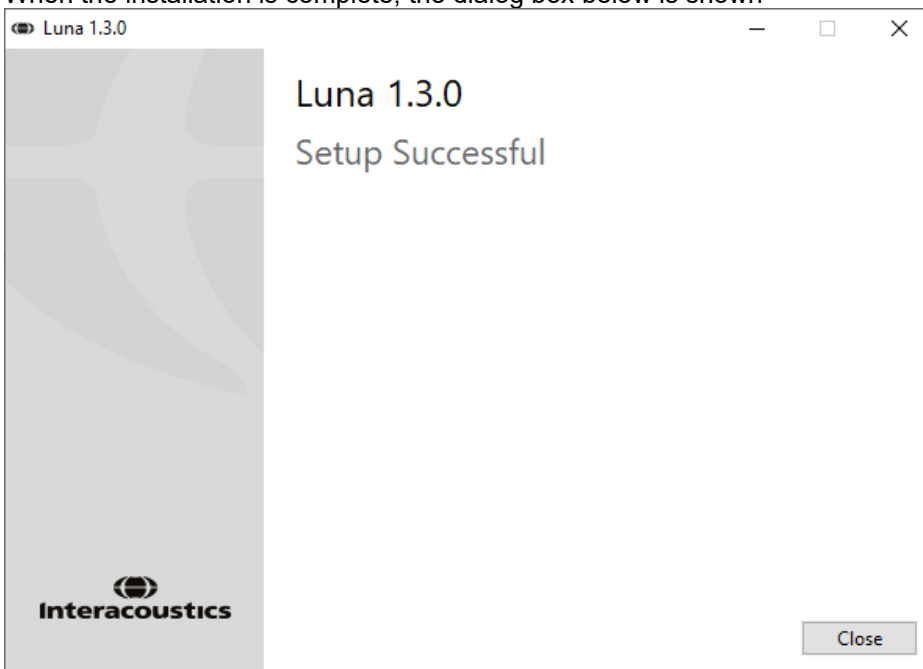 When the installation is complete, the dialog box below is shown
Luna 1.3.0
Luna 1.3.0
Setup Successful
Interacoustics
Close